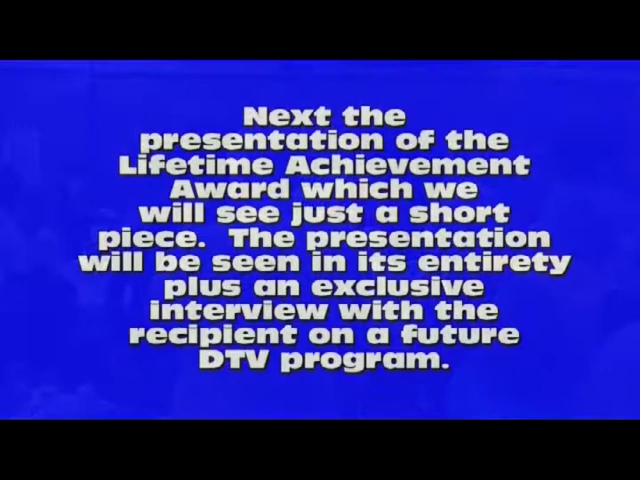 Next the
presentation of the
Lifetime Achievement
Award which we
will see just a short
piece.  The presentation
will be seen in its entirety
plus an exclusive
interview with the
recipient on a future
DTV program.